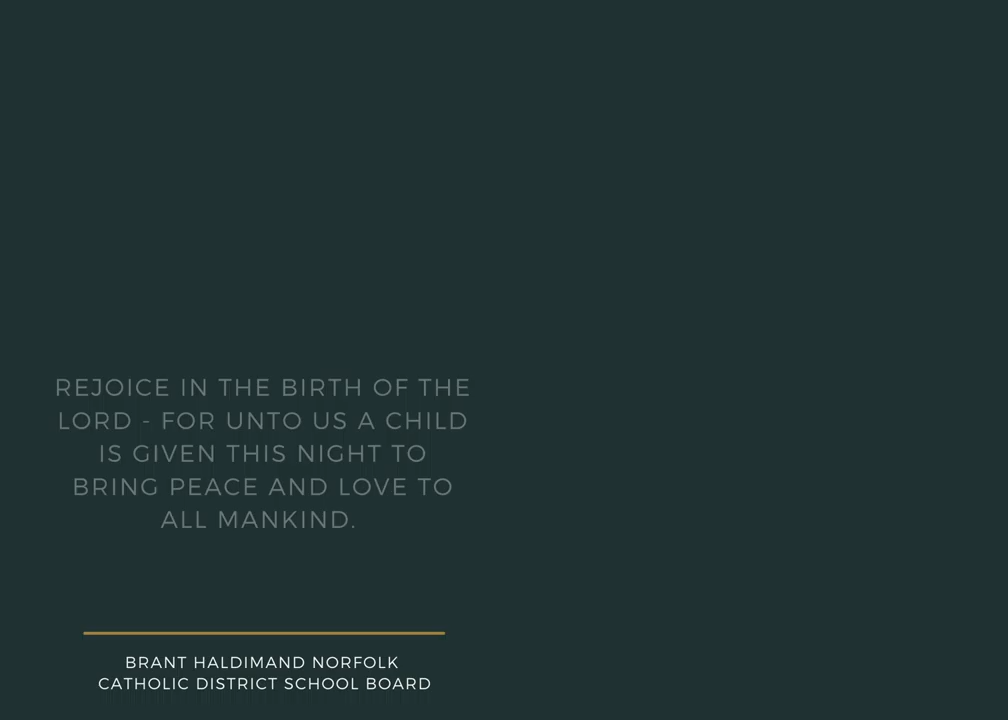 REJOICE IN THE BIRTH OF THE
LORD - FOR UNTO US A CHILD
IS GIVEN THIS NIGHT TO
BRING PEACE AND LOVE TO
ALL MANKIND.
BRANT HALDIMAND NORFOLK
CATHOLIC DISTRICT SCHOOL BOARD